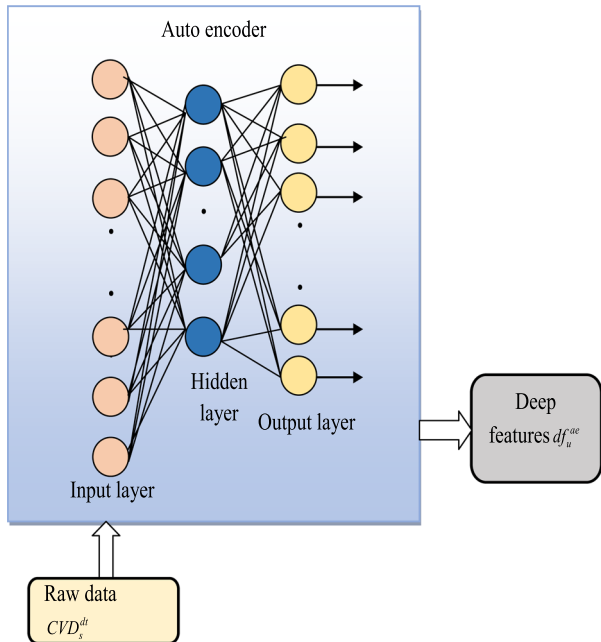 Auto encoder
Hidden
layer
Output layer
Input layer
Deep
features df_u^ae
Raw data
CVD_s^dt